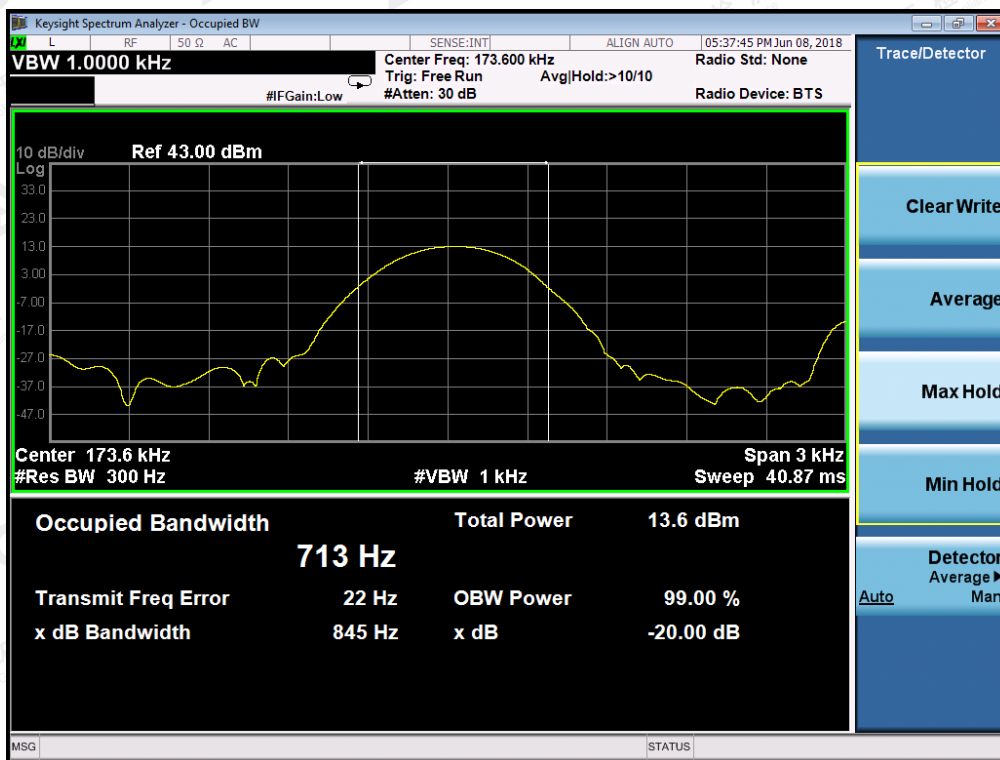 Keysight Spectrum Analyzer - Occupied BW
LXI L RF 50 Ω AC SENSE:INT ALIGN AUTO 05:37:45 PM Jun 08, 2018
VBW 1.0000 kHz
Center Freq: 173.600 kHz
Radio Std: None
Trig: Free Run Avg|Hold:>10/10
#IFGain:Low
#Atten: 30 dB
Radio Device: BTS
10 dB/div Ref 43.00 dBm
Log
33.0
23.0
13.0
3.00
-7.00
-17.0
-27.0
-37.0
-47.0
Center 173.6 kHz Span 3 kHz
#Res BW 300 Hz #VBW 1 kHz Sweep 40.87 ms
Occupied Bandwidth Total Power 13.6 dBm
713 Hz
Transmit Freq Error 22 Hz OBW Power 99.00 %
x dB Bandwidth 845 Hz x dB -20.00 dB
MSG STATUS
Trace/Detector
Clear Write
Average
Max Hold
Min Hold
Detector
Average
Auto Man